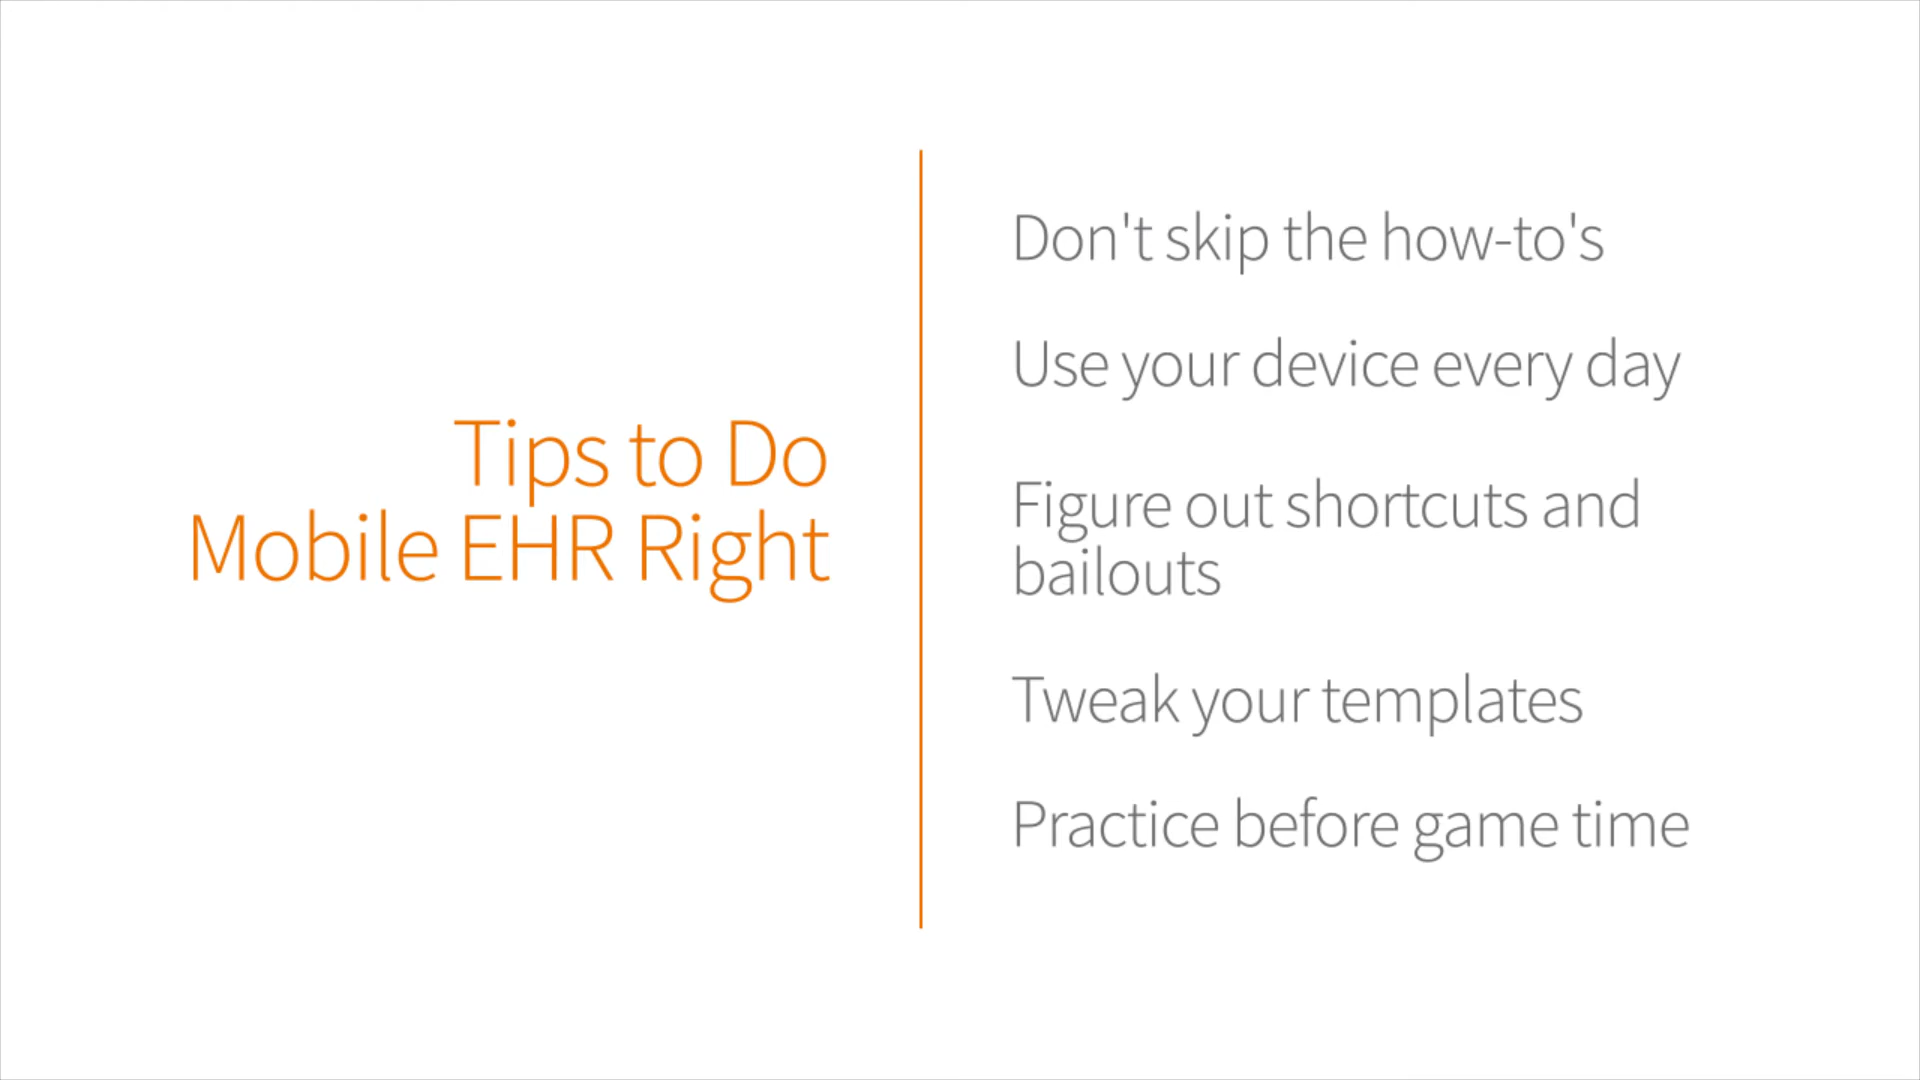 Tips to Do
Mobile EHR Right
Don't skip the how-to's
Use your device every day
Figure out shortcuts and
bailouts
Tweak your templates
Practice before game time